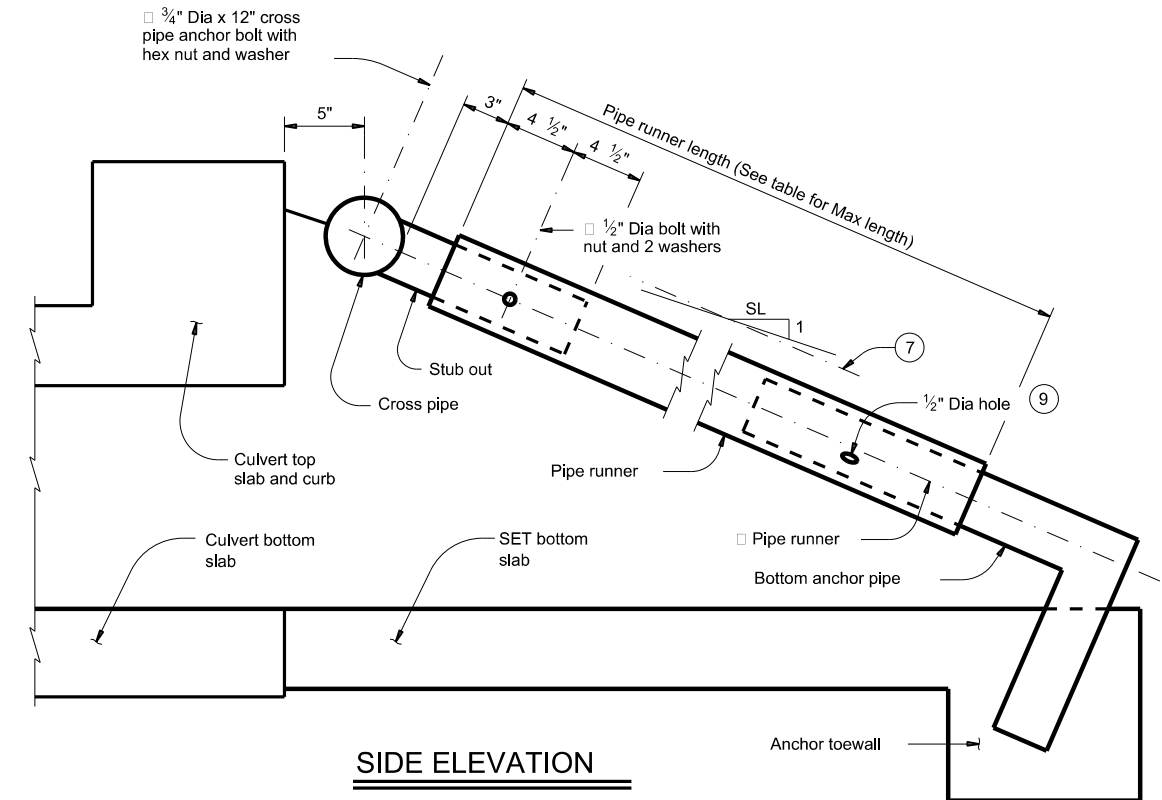 □ 3/4" Dia x 12" cross
pipe anchor bolt with
hex nut and washer
5"
3"
4 1/2"
4 1/2"
Pipe runner length (See table for Max length)
□ 1/2" Dia bolt with
nut and 2 washers
SL
1
7
Stub out
Cross pipe
1/2" Dia hole
9
Culvert top
slab and curb
Pipe runner
Culvert bottom
slab
SET bottom
slab
□ Pipe runner
Bottom anchor pipe
Anchor toewall
SIDE ELEVATION